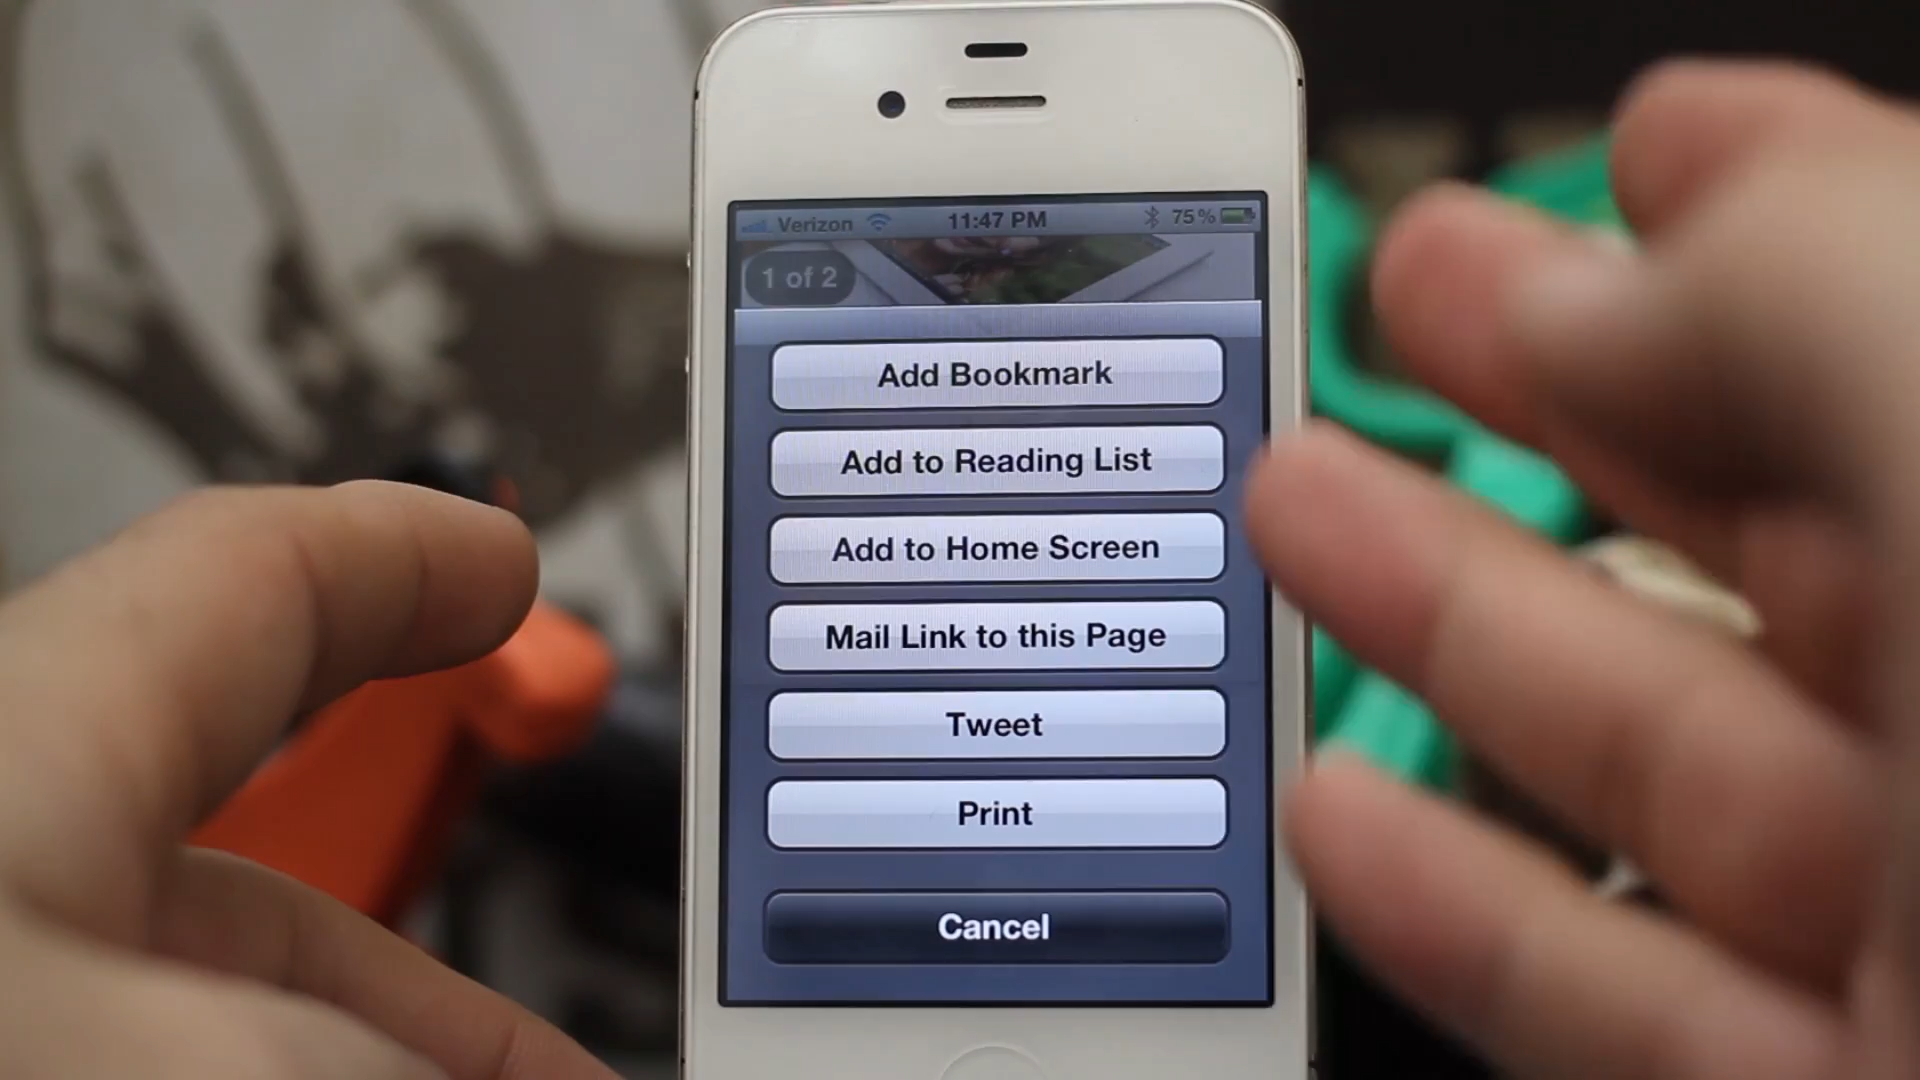 Verizon 11:47 PM 75%
1 of 2
Add Bookmark
Add to Reading List
Add to Home Screen
Mail Link to this Page
Tweet
Print
Cancel